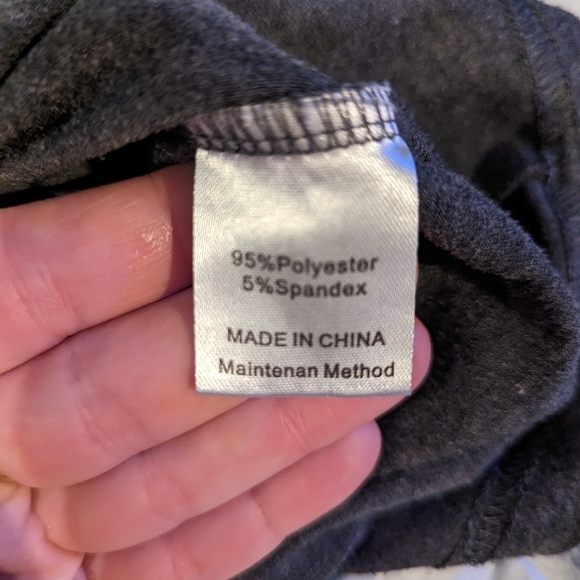 95%Polyester
5%Spandex
MADE IN CHINA
Maintenan Method